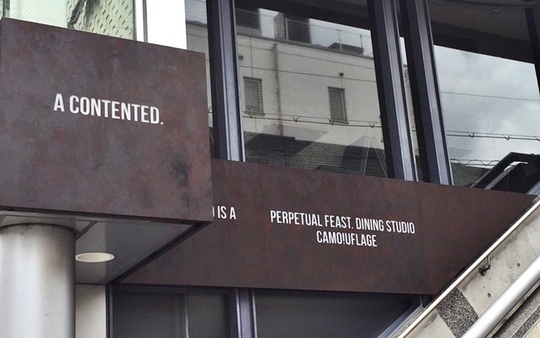 A CONTENTED.
IS A
PERPETUAL FEAST. DINING STUDIO
CAMO!UFLAGE